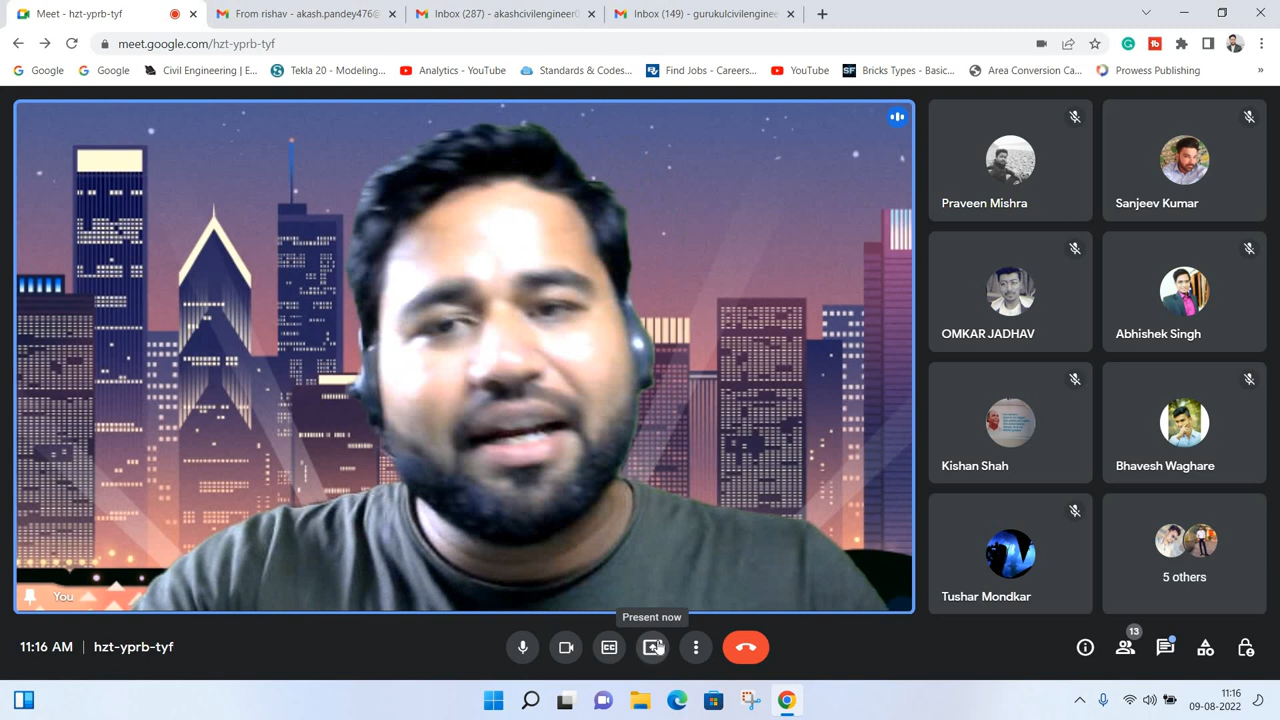 Meet - hzt-yprb-tyf
From rishav - akash.pandey476@
Inbox (287) - akashcivilengineer
Inbox (149) - gurukulcivilenginee
meet.google.com/hzt-yprb-tyf
Google
Google
Civil Engineering | E...
Tekla 20 - Modeling...
Analytics - YouTube
Standards & Codes...
Find Jobs - Careers...
YouTube
SF
Bricks Types - Basic...
Area Conversion Ca...
Prowess Publishing
»
Praveen Mishra
Sanjeev Kumar
OMKAR JADHAV
Abhishek Singh
Kishan Shah
Bhavesh Waghare
Tushar Mondkar
5 others
You
Present now
11:16 AM | hzt-yprb-tyf
CC
13
11:16
09-08-2022